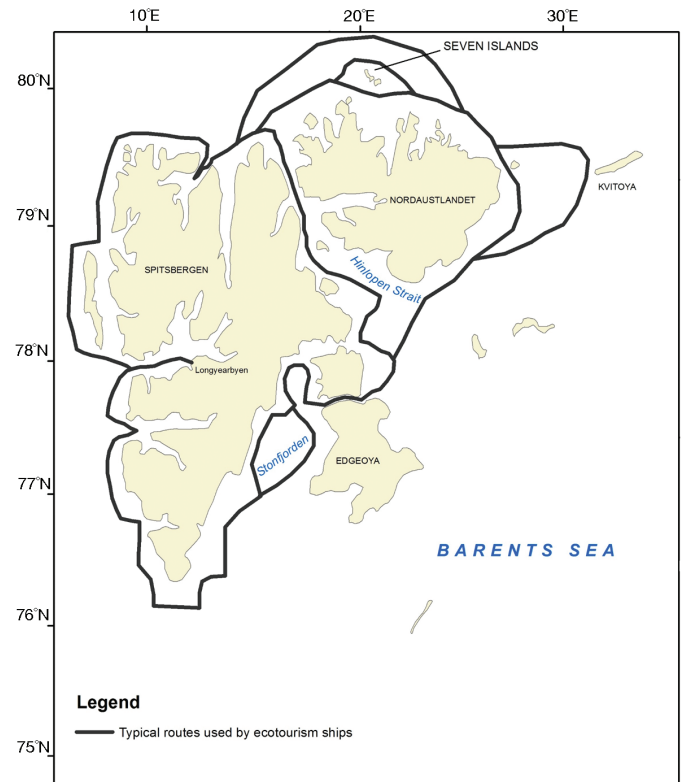 10°E 20°E 30°E
SEVEN ISLANDS
80°N
KVITOYA
NORDAUSTLANDET
79°N
Hinlopen Strait
SPITSBERGEN
78°N
Longyearbyen
Stonfjorden
EDGEOYA
77°N
BARENTS SEA
76°N
Legend
Typical routes used by ecotourism ships
75°N